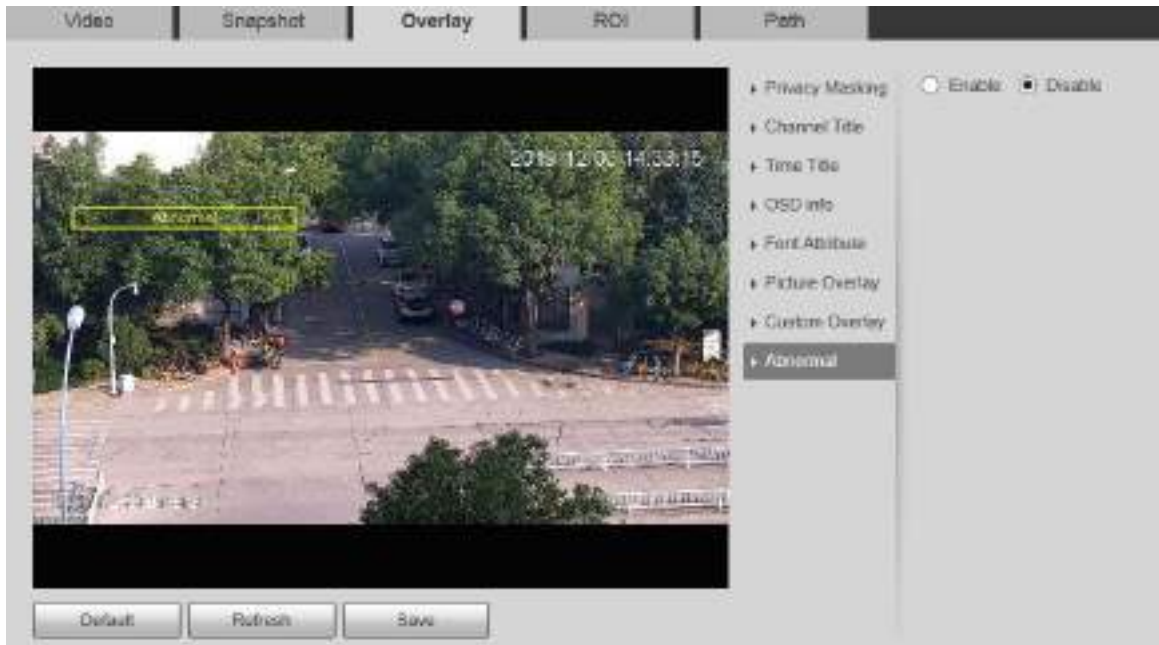 Video Snapshot Overlay ROI Path
Privacy Masking
Enable Disable
Channel Title
Time Title
OSD info
Font Attribute
Picture Overlay
Custom Overlay
Abnormal
Abnormal
Default Refresh Save